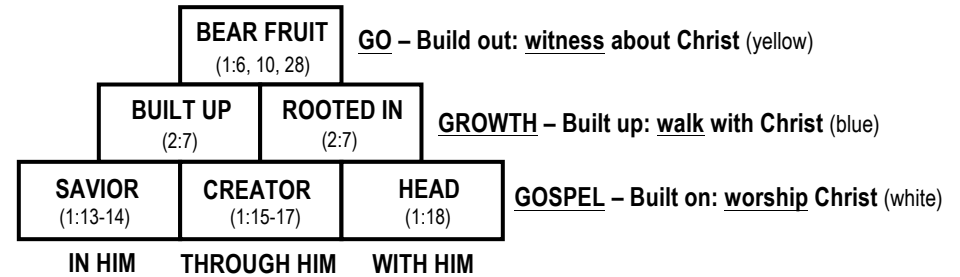 BEAR FRUIT
(1:6, 10, 28)
GO – Build out: witness about Christ (yellow)
BUILT UP
(2:7)
ROOTED IN
(2:7)
GROWTH – Built up: walk with Christ (blue)
SAVIOR
(1:13-14)
CREATOR
(1:15-17)
HEAD
(1:18)
GOSPEL – Built on: worship Christ (white)
IN HIM
THROUGH HIM
WITH HIM